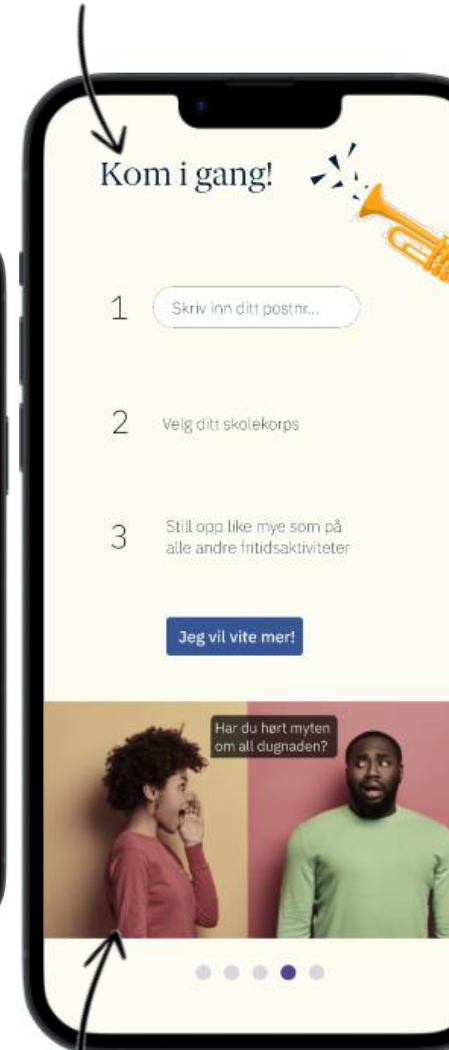 Kom i gang!
1
Skriv inn ditt postnr...
2
Velg ditt skolekorps
3
Still opp like mye som på
alle andre fritidsaktiviteter
Jeg vil vite mer!
Har du hørt myten
om all dugnaden?